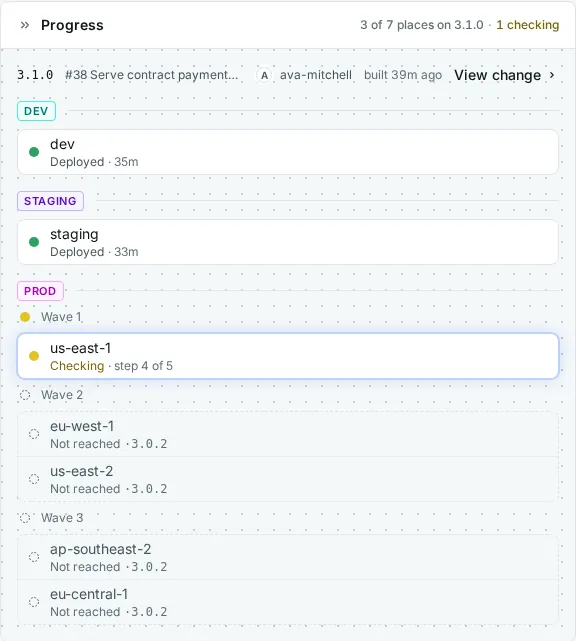 » Progress 3 of 7 places on 3.1.0 · 1 checking
3.1.0 #38 Serve contract payment... A ava-mitchell built 39m ago View change ›
DEV
dev
Deployed · 35m
STAGING
staging
Deployed · 33m
PROD
Wave 1
us-east-1
Checking · step 4 of 5
Wave 2
eu-west-1
Not reached · 3.0.2
us-east-2
Not reached · 3.0.2
Wave 3
ap-southeast-2
Not reached · 3.0.2
eu-central-1
Not reached · 3.0.2